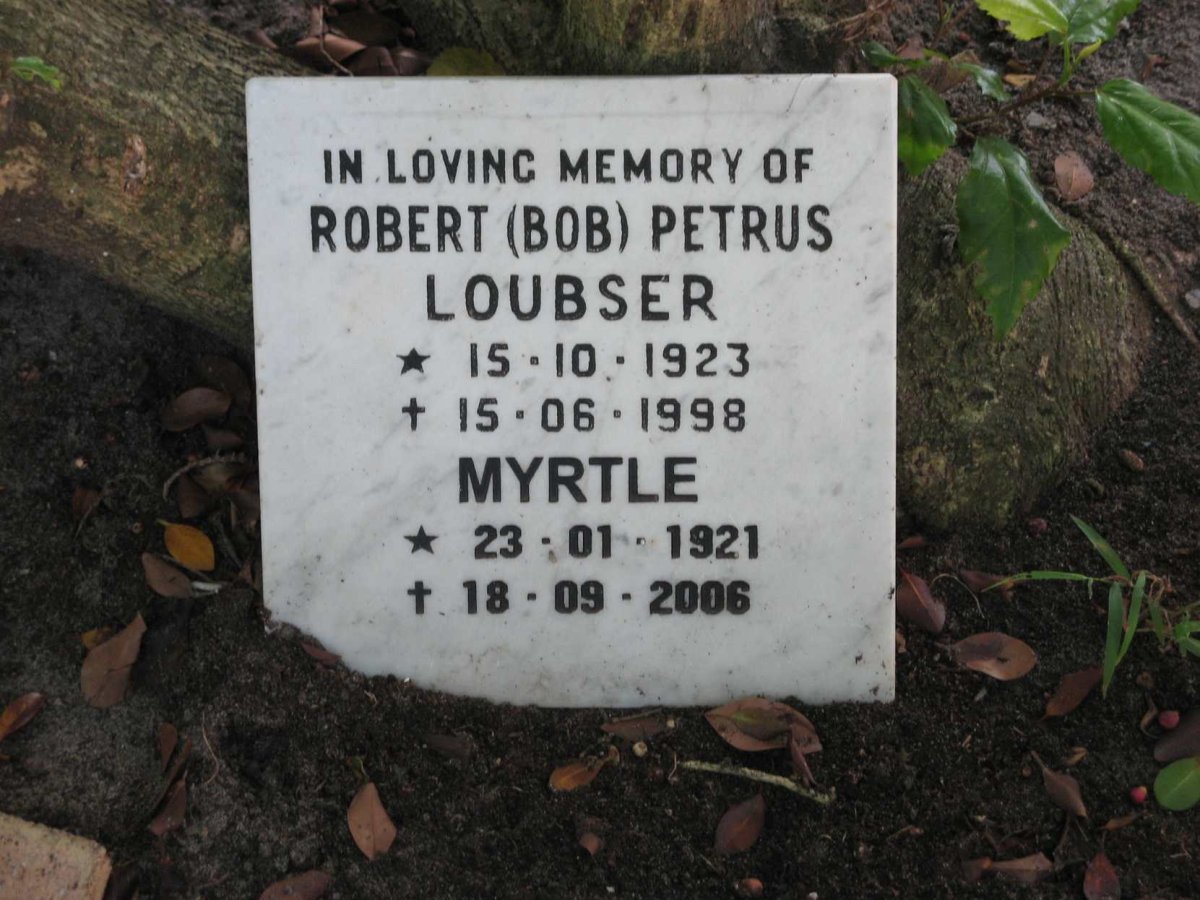 IN LOVING MEMORY OF
ROBERT (BOB) PETRUS
LOUBSER
★ 15·10·1923
✝ 15·06·1998
MYRTLE
★ 23·01·1921
✝ 18·09·2006